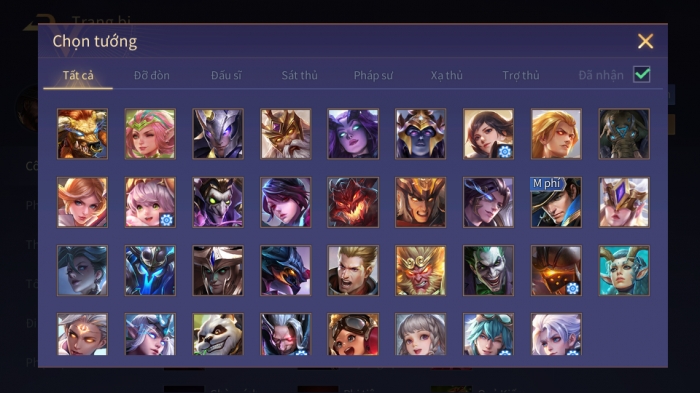 Trang bị
Chọn tướng
Tất cả
Đỡ đòn
Đấu sĩ
Sát thủ
Pháp sư
Xạ thủ
Trợ thủ
Đã nhận
M phí